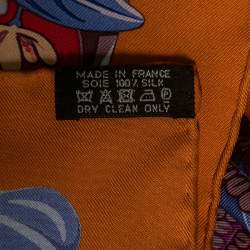 MADE IN FRANCE
SOIE 100% SILK
DRY CLEAN ONLY